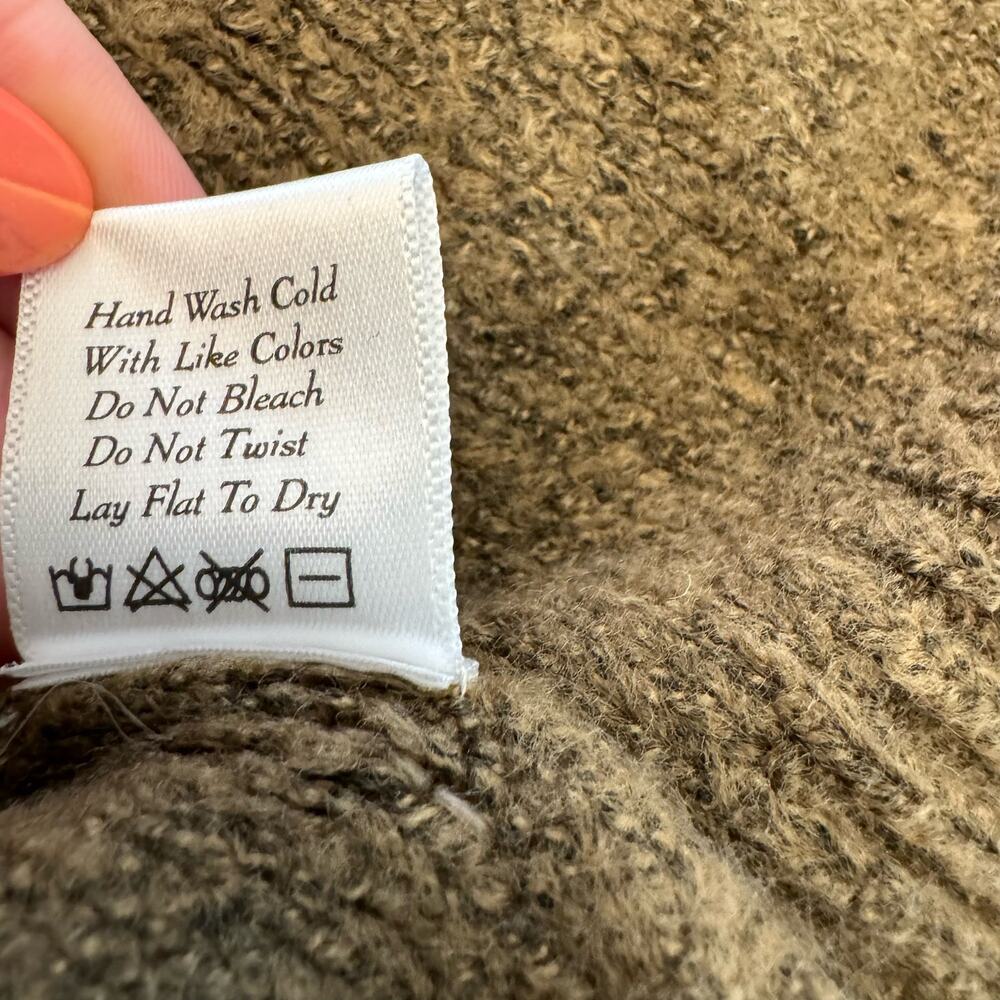 Hand Wash Cold
With Like Colors
Do Not Bleach
Do Not Twist
Lay Flat To Dry